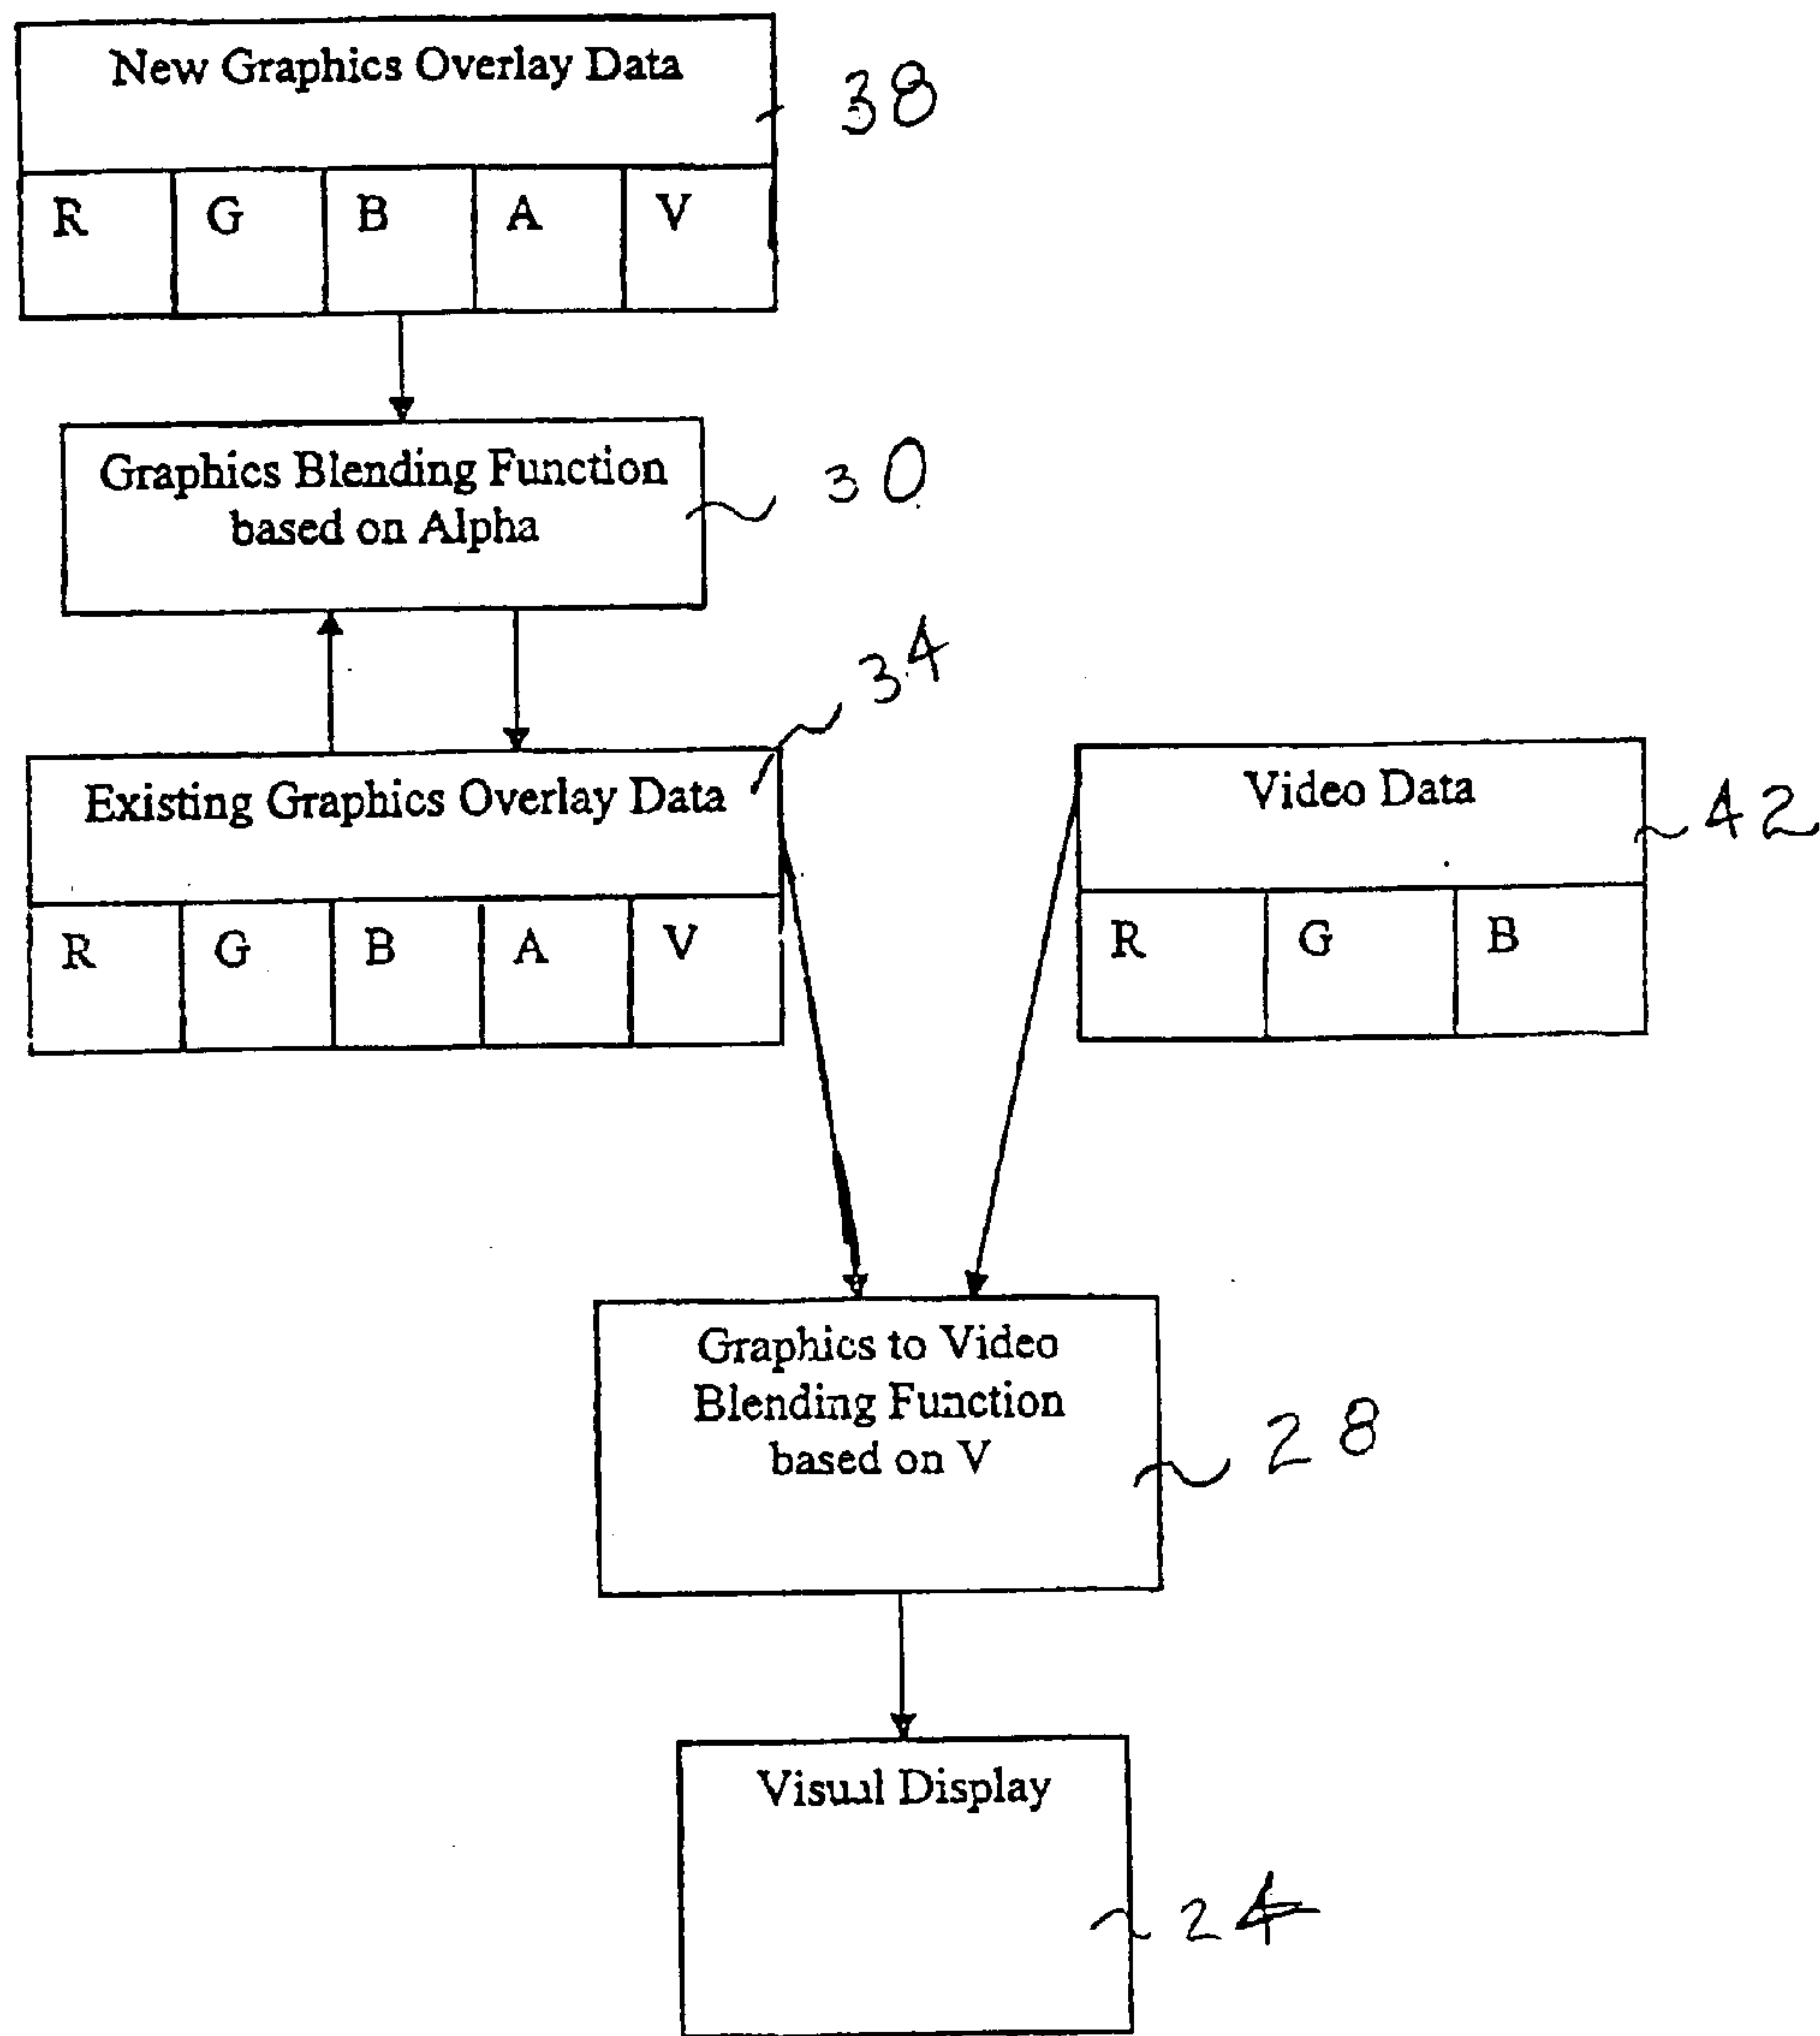 New Graphics Overlay Data
38
R G B A V
Graphics Blending Function
based on Alpha
30
34
Existing Graphics Overlay Data
R G B A V
Video Data
42
R G B
Graphics to Video
Blending Function
based on V
28
Visual Display
24